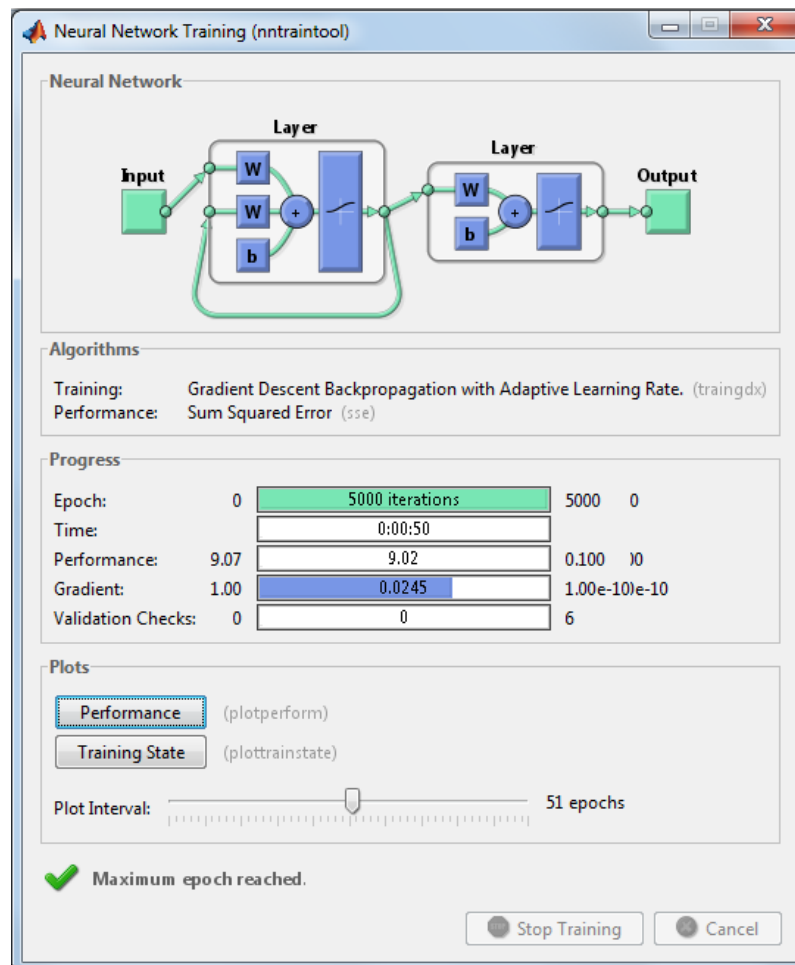 Neural Network Training (nntraintool)
Neural Network
Layer
Layer
Input
Output
W
W
b
+
W
b
+
Algorithms
Training: Gradient Descent Backpropagation with Adaptive Learning Rate. (traingdx)
Performance: Sum Squared Error (sse)
Progress
Epoch: 0 5000 iterations 5000 0
Time: 0:00:50
Performance: 9.07 9.02 0.100 )0
Gradient: 1.00 0.0245 1.00e-10)e-10
Validation Checks: 0 0 6
Plots
Performance (plotperform)
Training State (plottrainstate)
Plot Interval: 51 epochs
Maximum epoch reached.
Stop Training Cancel